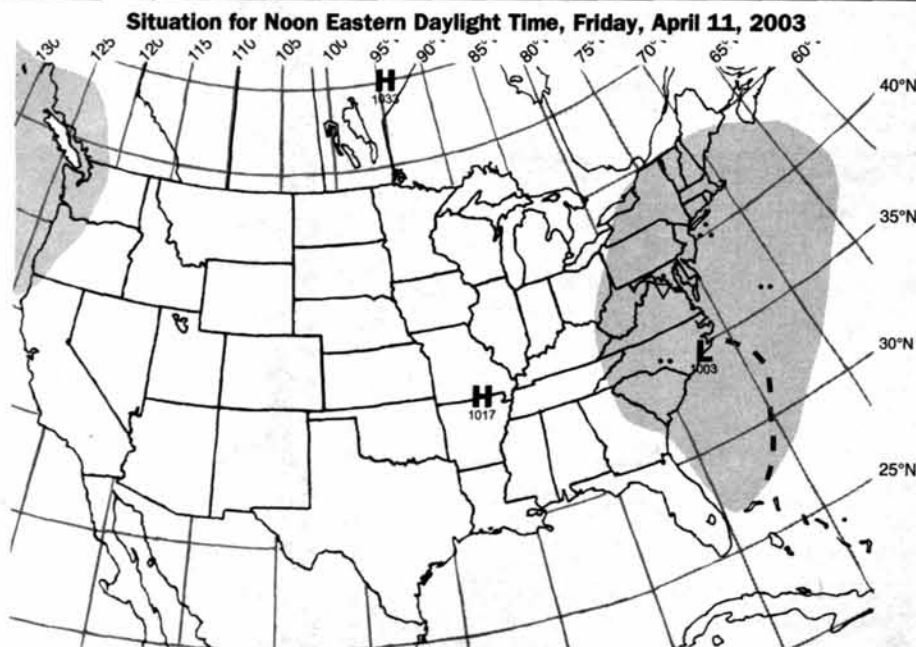 Situation for Noon Eastern Daylight Time, Friday, April 11, 2003
130 125 120 115 110 105 100 95° 90° 85° 80° 75° 70° 65° 60°
H
1033
40°N
35°N
30°N
L
1003
H
1017
25°N